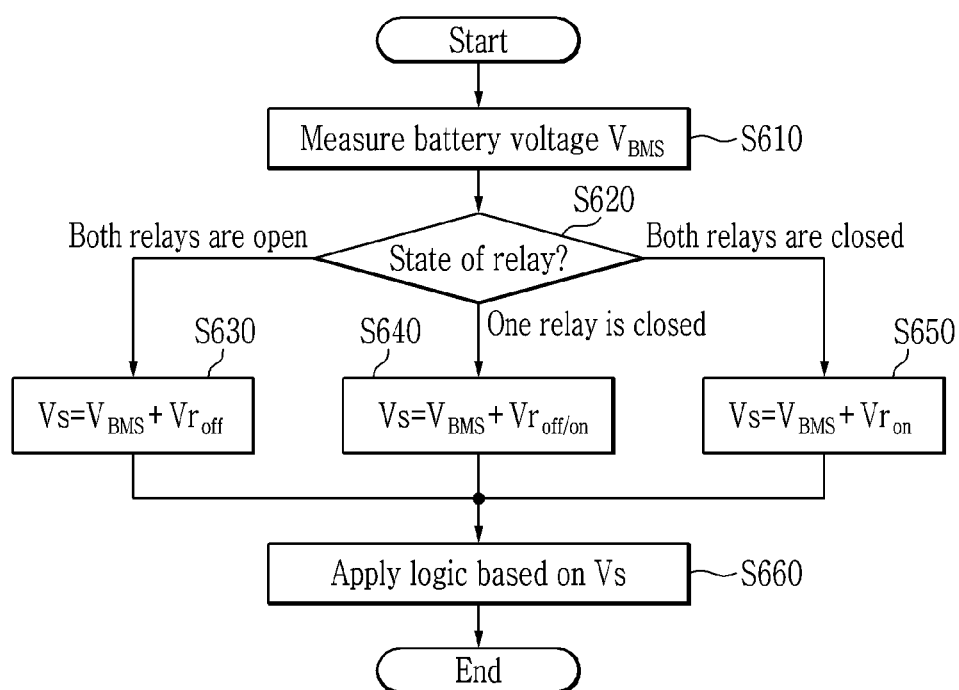 Start
Measure battery voltage V_BMS
S610
S620
State of relay?
Both relays are open
Both relays are closed
One relay is closed
S630
Vs=V_BMS+Vr_off
S640
Vs=V_BMS+Vr_off/on
S650
Vs=V_BMS+Vr_on
Apply logic based on Vs
S660
End